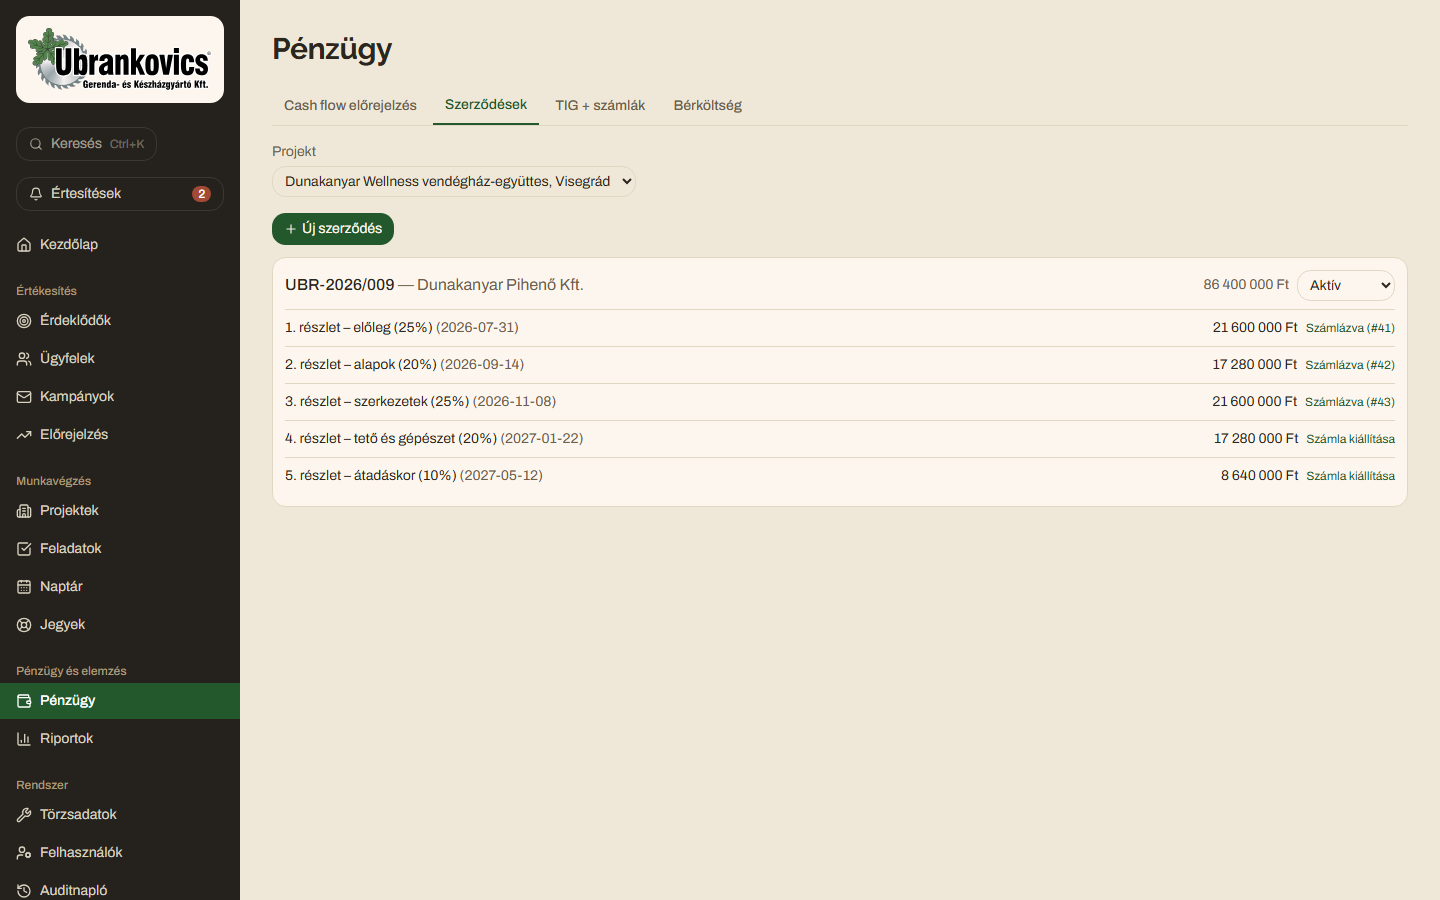 Ubrankovics
Gerenda- és Készházgyártó Kft.
Keresés Ctrl+K
Értesítések 2
Kezdőlap
Értékesítés
Érdeklődők
Ügyfelek
Kampányok
Előrejelzés
Munkavégzés
Projektek
Feladatok
Naptár
Jegyek
Pénzügy és elemzés
Pénzügy
Riportok
Rendszer
Törzsadatok
Felhasználók
Auditnapló
Pénzügy
Cash flow előrejelzés Szerződések TIG + számlák Bérköltség
Projekt
Dunakanyar Wellness vendégház-együttes, Visegrád
+ Új szerződés
UBR-2026/009 — Dunakanyar Pihenő Kft. 86 400 000 Ft Aktív
1. részlet – előleg (25%) (2026-07-31) 21 600 000 Ft Számlázva (#41)
2. részlet – alapok (20%) (2026-09-14) 17 280 000 Ft Számlázva (#42)
3. részlet – szerkezetek (25%) (2026-11-08) 21 600 000 Ft Számlázva (#43)
4. részlet – tető és gépészet (20%) (2027-01-22) 17 280 000 Ft Számla kiállítása
5. részlet – átadáskor (10%) (2027-05-12) 8 640 000 Ft Számla kiállítása